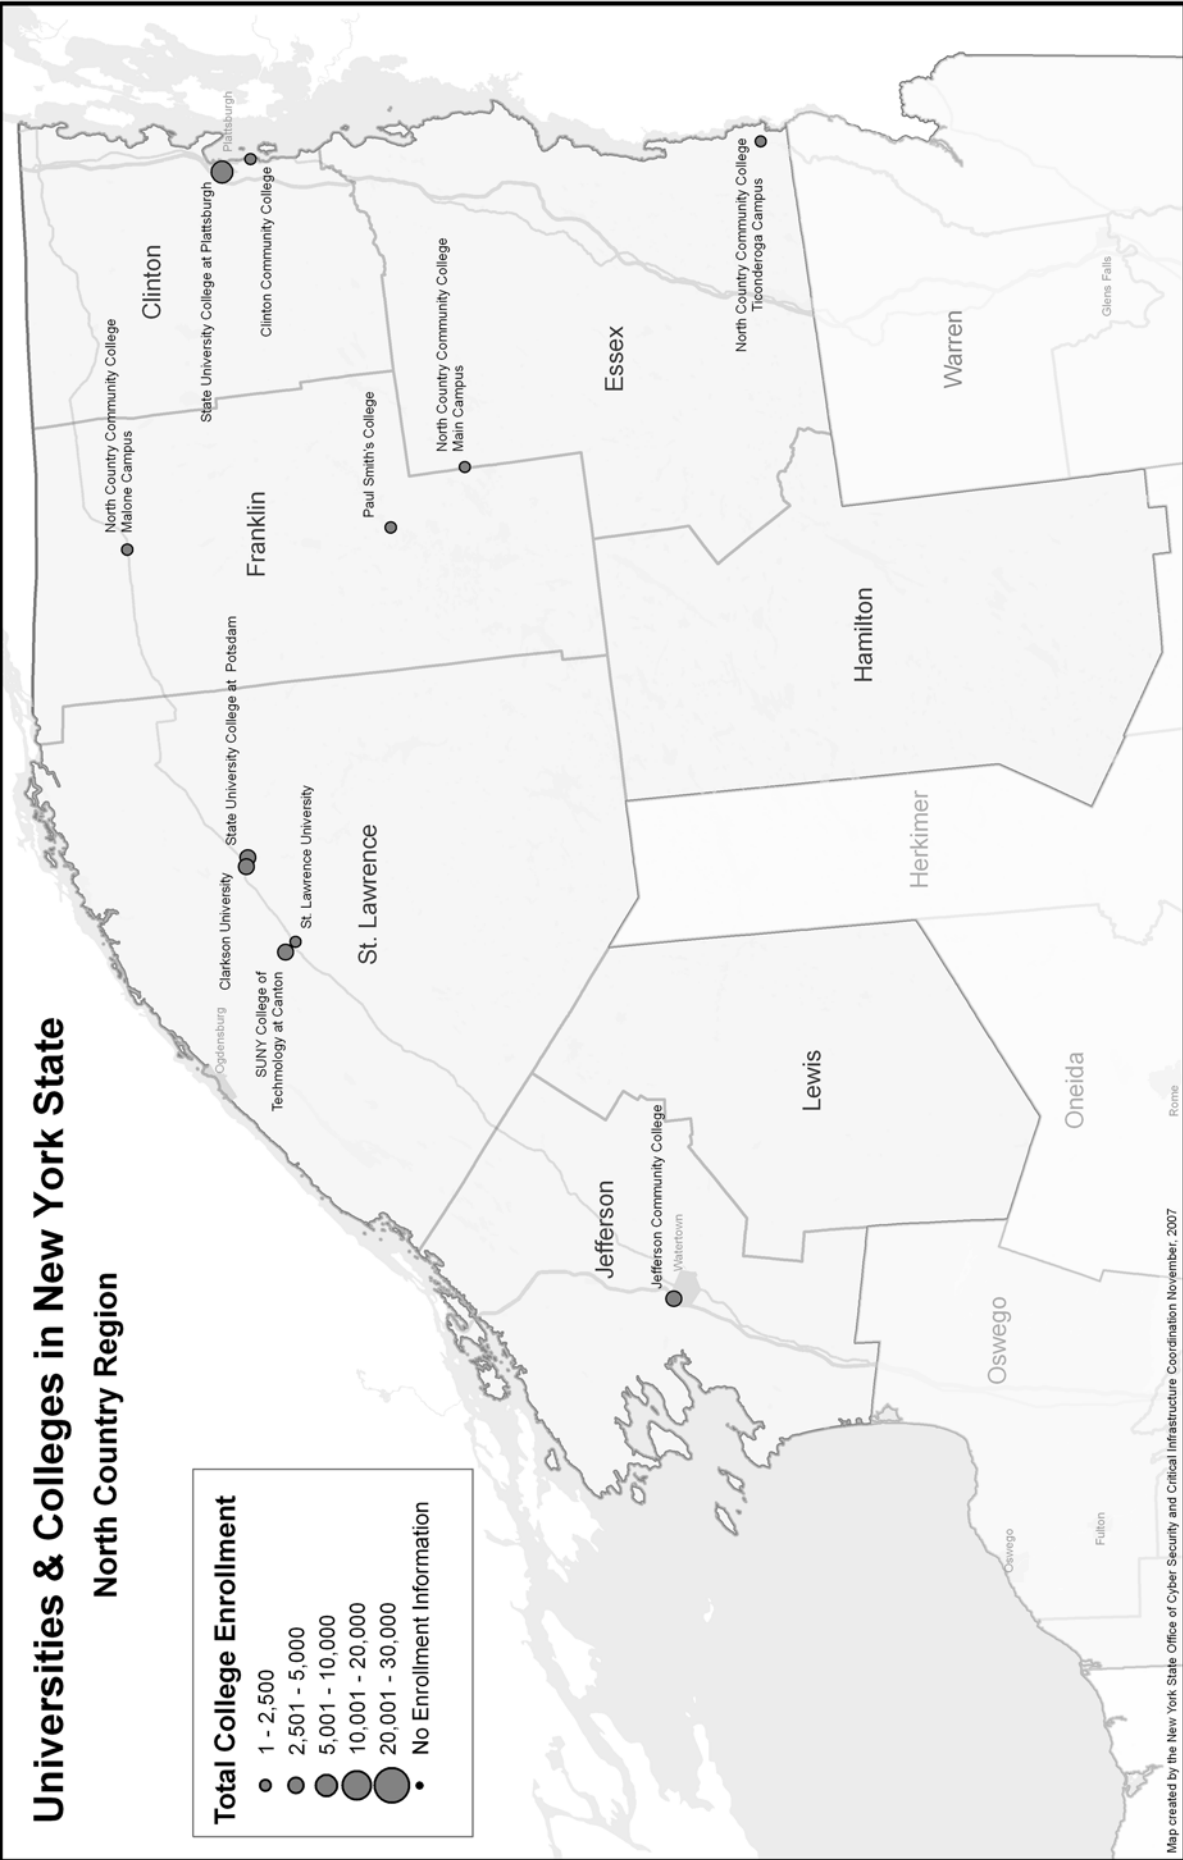 Universities & Colleges in New York State
North Country Region
Total College Enrollment
1 - 2,500
2,501 - 5,000
5,001 - 10,000
10,001 - 20,000
20,001 - 30,000
No Enrollment Information
North Country Community College
Malone Campus
Clinton
State University College at Plattsburgh
Plattsburgh
Clinton Community College
Franklin
State University College at Potsdam
Clarkson University
Ogdensburg
SUNY College of
Techmology at Canton
St. Lawrence University
St. Lawrence
Paul Smith's College
North Country Community College
Main Campus
Essex
Jefferson
Jefferson Community College
Watertown
North Country Community College
Ticonderoga Campus
Lewis
Hamilton
Herkimer
Warren
Oswego
Oswego
Oneida
Fulton
Glens Falls
Rome
Map created by the New York State Office of Cyber Security and Critical Infrastructure Coordination November, 2007